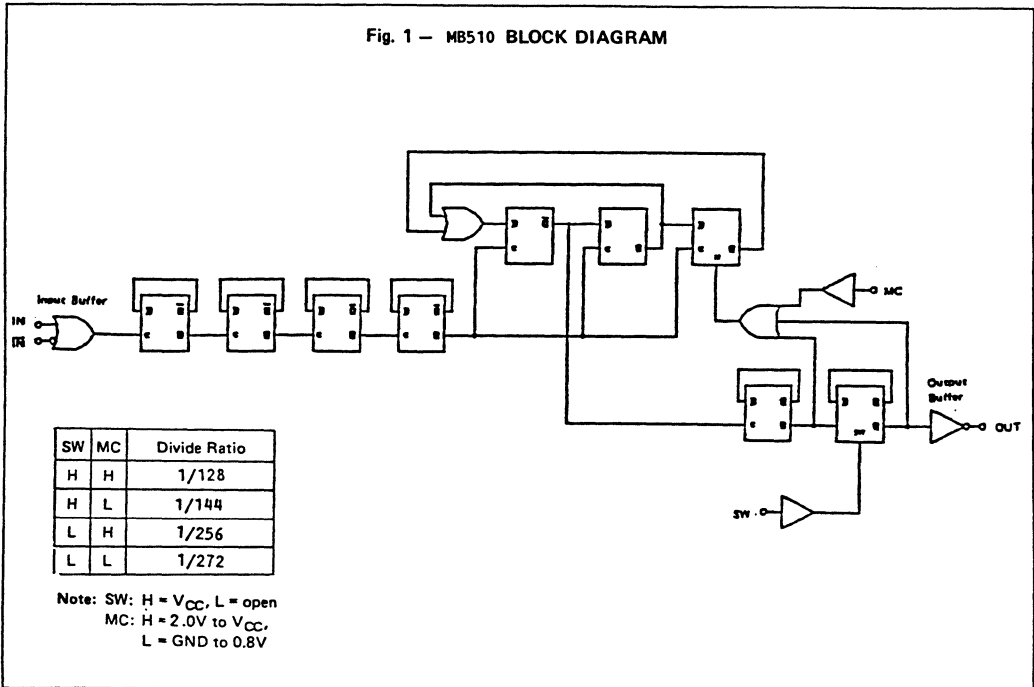 Fig. 1 — MB510 BLOCK DIAGRAM
Input Buffer
IN
IN
D Q
C Q
D Q
C Q
D Q
C Q
D Q
C Q
D Q
C
D
C Q
D
C Q
MC
D Q
C Q
D Q
SW Q
Output
Buffer
OUT
SW
SW MC Divide Ratio
H H 1/128
H L 1/144
L H 1/256
L L 1/272
Note: SW: H = VCC, L = open
MC: H = 2.0V to VCC,
L = GND to 0.8V